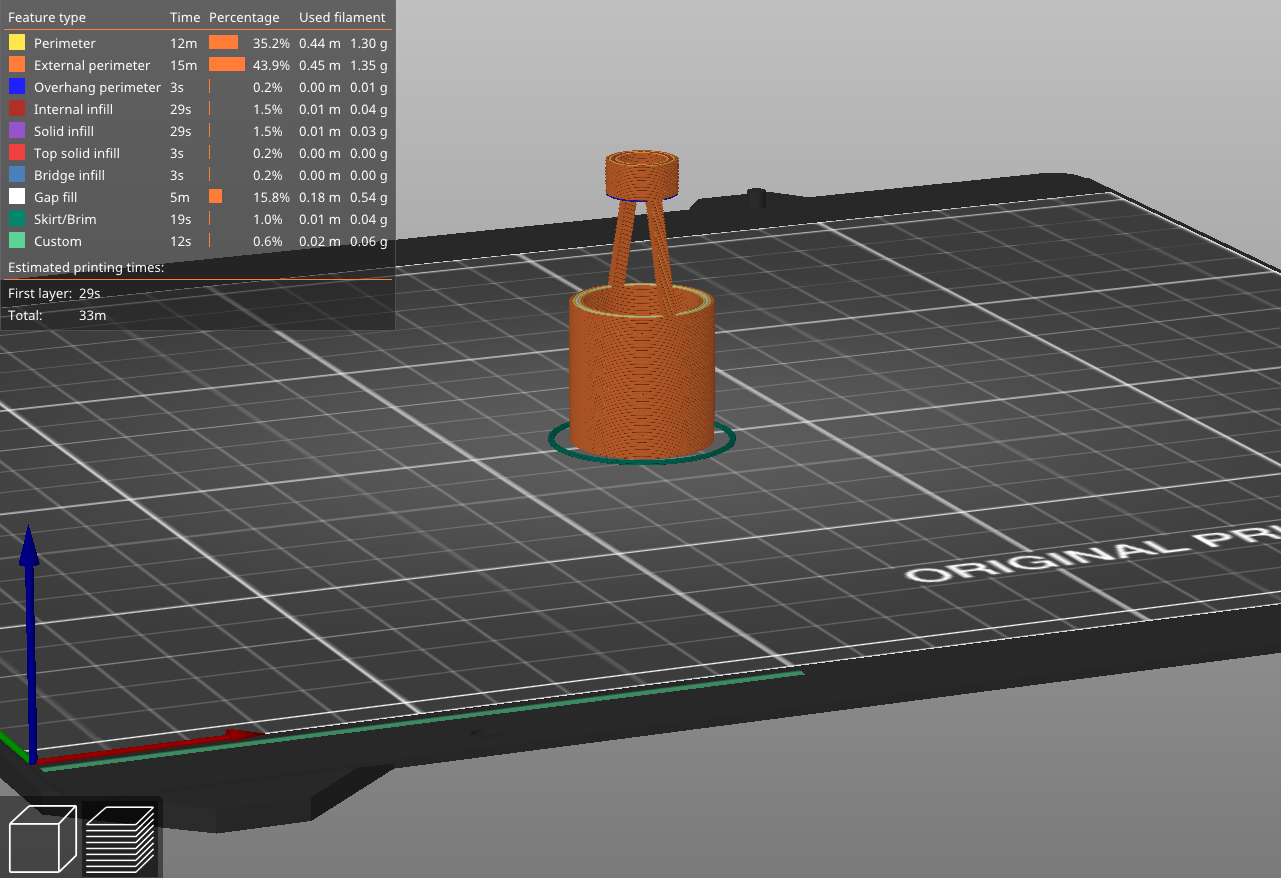 Feature type Time Percentage Used filament
Perimeter 12m 35.2% 0.44 m 1.30 g
External perimeter 15m 43.9% 0.45 m 1.35 g
Overhang perimeter 3s 0.2% 0.00 m 0.01 g
Internal infill 29s 1.5% 0.01 m 0.04 g
Solid infill 29s 1.5% 0.01 m 0.03 g
Top solid infill 3s 0.2% 0.00 m 0.00 g
Bridge infill 3s 0.2% 0.00 m 0.00 g
Gap fill 5m 15.8% 0.18 m 0.54 g
Skirt/Brim 19s 1.0% 0.01 m 0.04 g
Custom 12s 0.6% 0.02 m 0.06 g
Estimated printing times:
First layer: 29s
Total: 33m
ORIGINAL PR